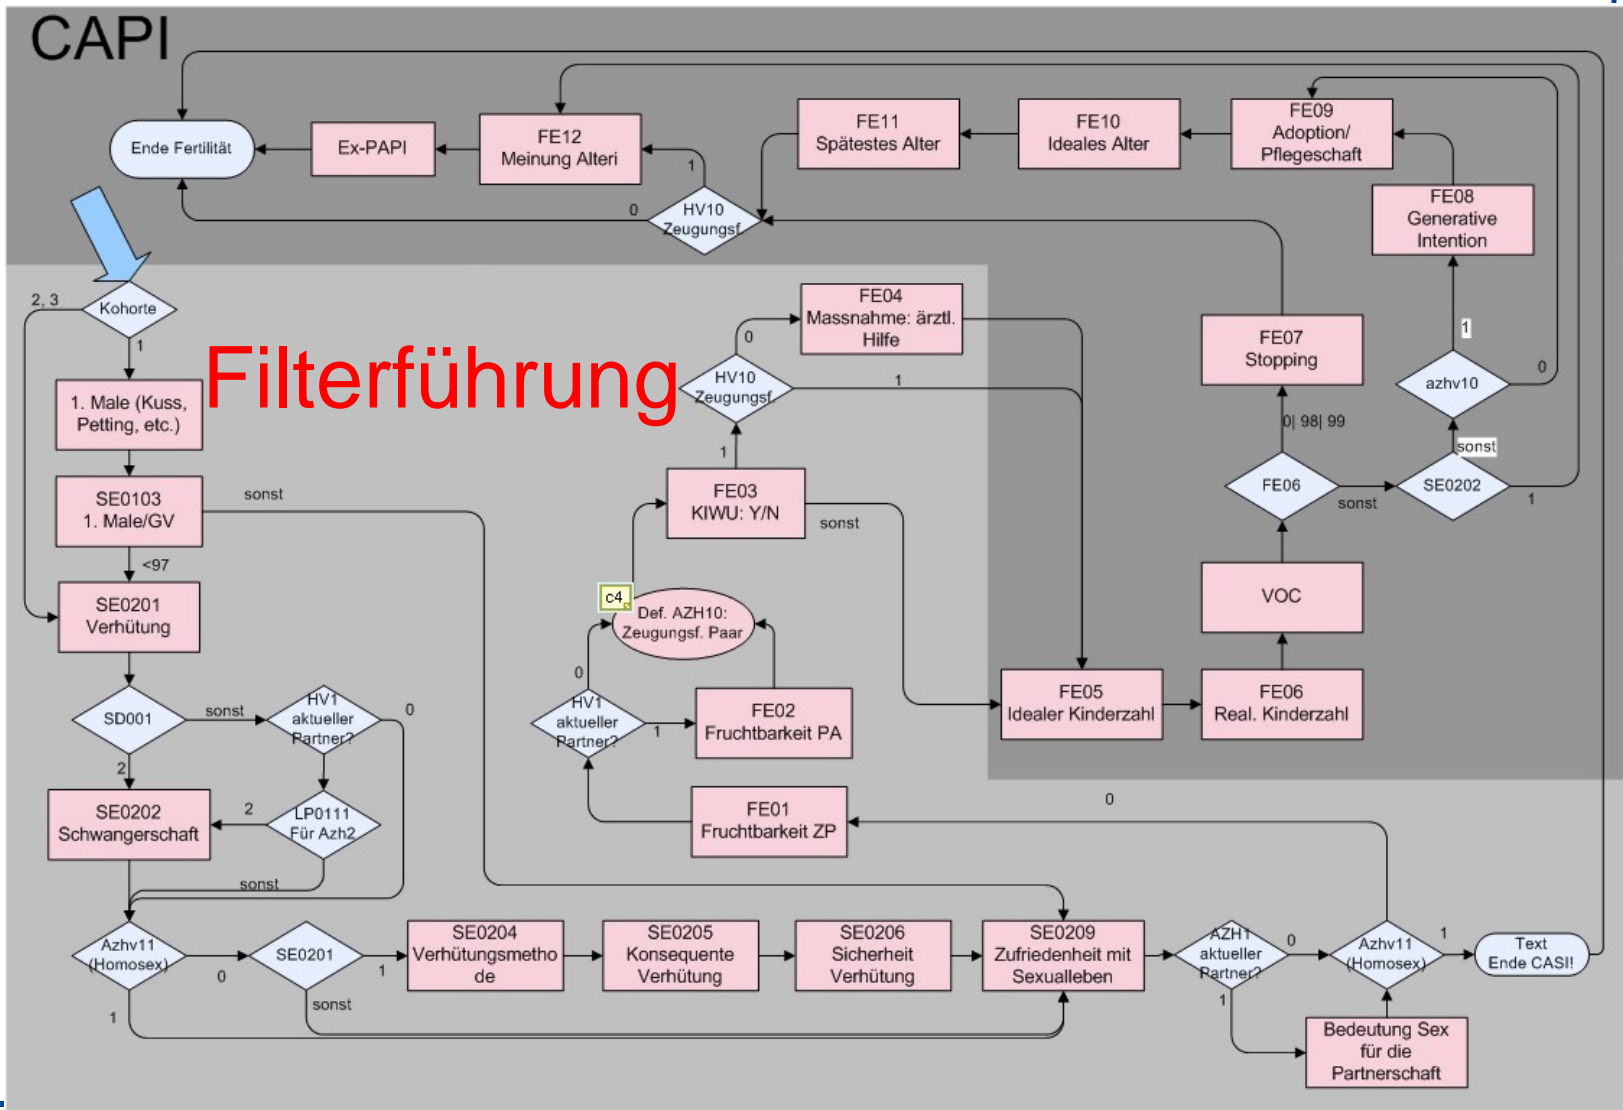 CAPI
Ende Fertilität
Ex-PAPI
FE12
Meinung Alteri
FE11
Spätestes Alter
FE10
Ideales Alter
FE09
Adoption/
Pflegeschaft
1
HV10
Zeugungsf.
0
FE08
Generative
Intention
2, 3
Kohorte
1
Filterführung
FE04
Massnahme: ärztl.
Hilfe
0
HV10
Zeugungsf.
1
1
FE07
Stopping
1
azhv10
0
0| 98| 99
sonst
1. Male (Kuss,
Petting, etc.)
SE0103
1. Male/GV
sonst
<97
FE03
KIWU: Y/N
sonst
FE06
sonst
SE0202
1
SE0201
Verhütung
c4
Def. AZH10:
Zeugungsf. Paar
VOC
0
SD001
sonst
HV1
aktueller
Partner?
0
HV1
aktueller
Partner?
1
FE02
Fruchtbarkeit PA
FE05
Idealer Kinderzahl
FE06
Real. Kinderzahl
2
SE0202
Schwangerschaft
2
LP0111
Für Azh2
sonst
FE01
Fruchtbarkeit ZP
0
Azhv11
(Homosex)
0
SE0201
1
SE0204
Verhütungsmetho
de
SE0205
Konsequente
Verhütung
SE0206
Sicherheit
Verhütung
SE0209
Zufriedenheit mit
Sexualleben
AZH1
aktueller
Partner?
0
Azhv11
(Homosex)
1
Text
Ende CASI!
1
sonst
1
Bedeutung Sex
für die
Partnerschaft